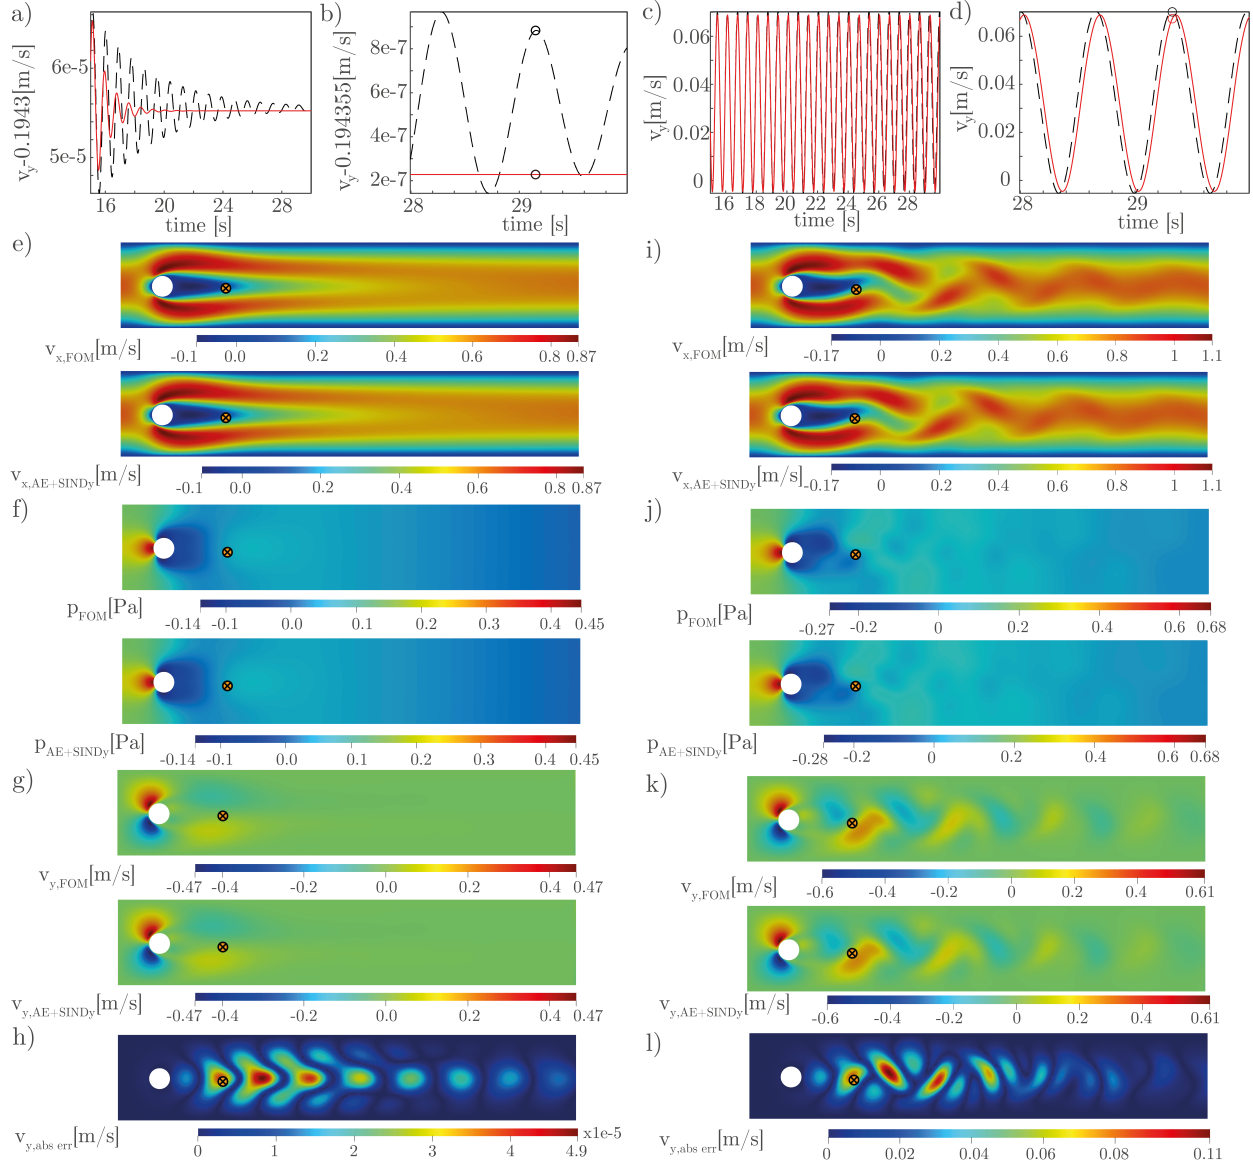 a)
v_y-0.1943[m/s]
6e-5
5e-5
16 20 24 28
time [s]
b)
v_y-0.194355[m/s]
8e-7
6e-7
4e-7
2e-7
28 29
time [s]
c)
v_y[m/s]
0.06
0.04
0.02
0
16 18 20 22 24 26 28
time [s]
d)
v_y[m/s]
0.06
0.04
0.02
0
28 29
time [s]
e)
v_x,FOM[m/s]
-0.1 0.0 0.2 0.4 0.6 0.8 0.87
v_x,AE+SINDy[m/s]
-0.1 0.0 0.2 0.4 0.6 0.8 0.87
f)
p_FOM[Pa]
-0.14 -0.1 0.0 0.1 0.2 0.3 0.4 0.45
p_AE+SINDy[Pa]
-0.14 -0.1 0.0 0.1 0.2 0.3 0.4 0.45
g)
v_y,FOM[m/s]
-0.47 -0.4 -0.2 0 0.2 0.4 0.47
v_y,AE+SINDy[m/s]
-0.47 -0.4 -0.2 0 0.2 0.4 0.47
h)
v_y,abs err[m/s]
x1e-5
0 1 2 3 4 4.9
i)
v_x,FOM[m/s]
-0.17 0 0.2 0.4 0.6 0.8 1 1.1
v_x,AE+SINDy[m/s]
-0.17 0 0.2 0.4 0.6 0.8 1 1.1
j)
p_FOM[Pa]
-0.27 -0.2 0 0.2 0.4 0.6 0.68
p_AE+SINDy[Pa]
-0.28 -0.2 0 0.2 0.4 0.6 0.68
k)
v_y,FOM[m/s]
-0.6 -0.4 -0.2 0 0.2 0.4 0.61
v_y,AE+SINDy[m/s]
-0.6 -0.4 -0.2 0 0.2 0.4 0.61
l)
v_y,abs err[m/s]
0 0.02 0.04 0.06 0.08 0.11